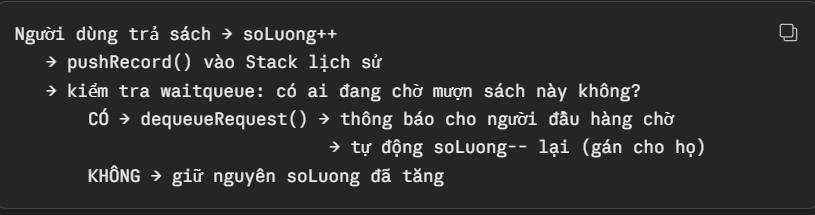 Người dùng trả sách → soLuong++
→ pushRecord() vào Stack lịch sử
→ kiểm tra waitqueue: có ai đang chờ mượn sách này không?
CÓ → dequeueRequest() → thông báo cho người đầu hàng chờ
→ tự động soLuong-- lại (gán cho họ)
KHÔNG → giữ nguyên soLuong đã tăng